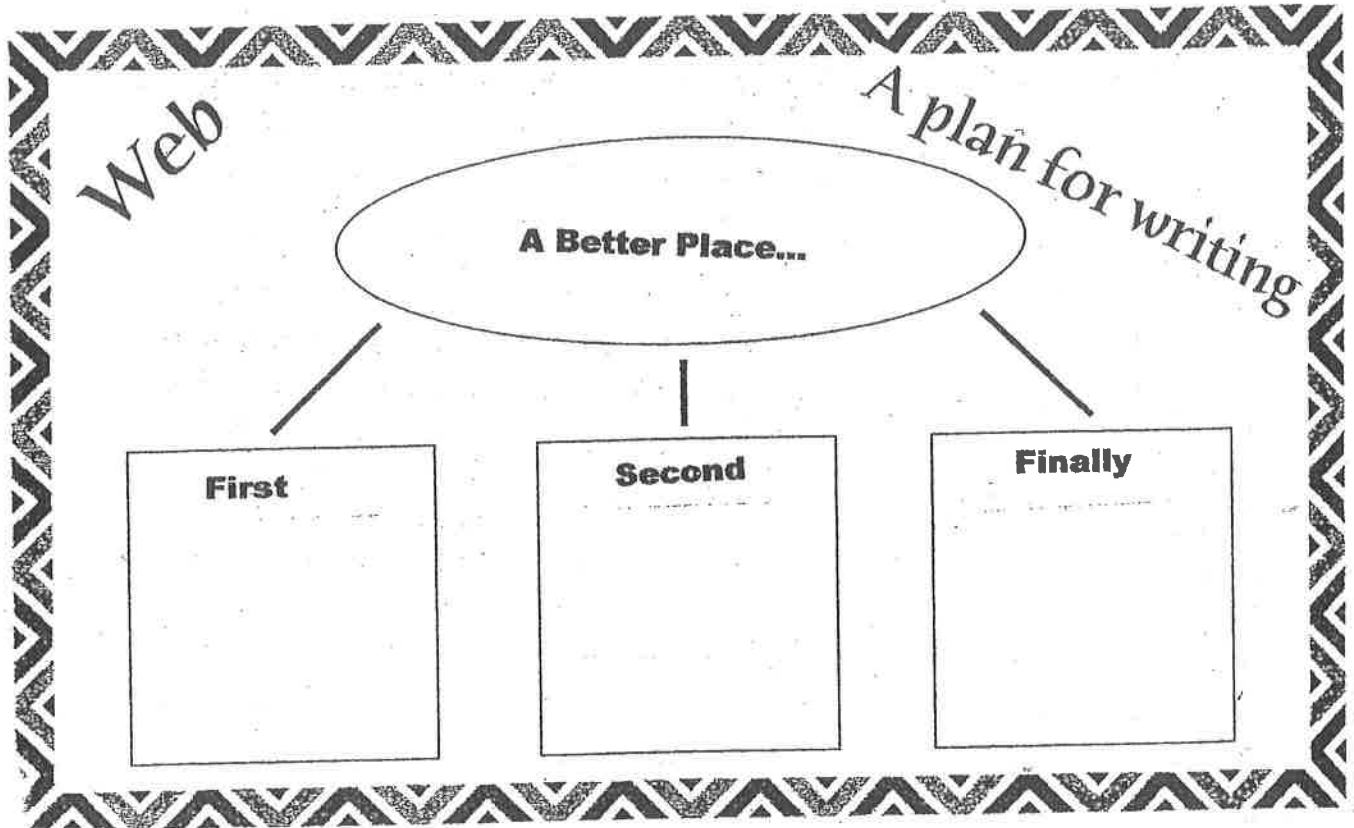 Web
A plan for writing
A Better Place...
First
Second
Finally